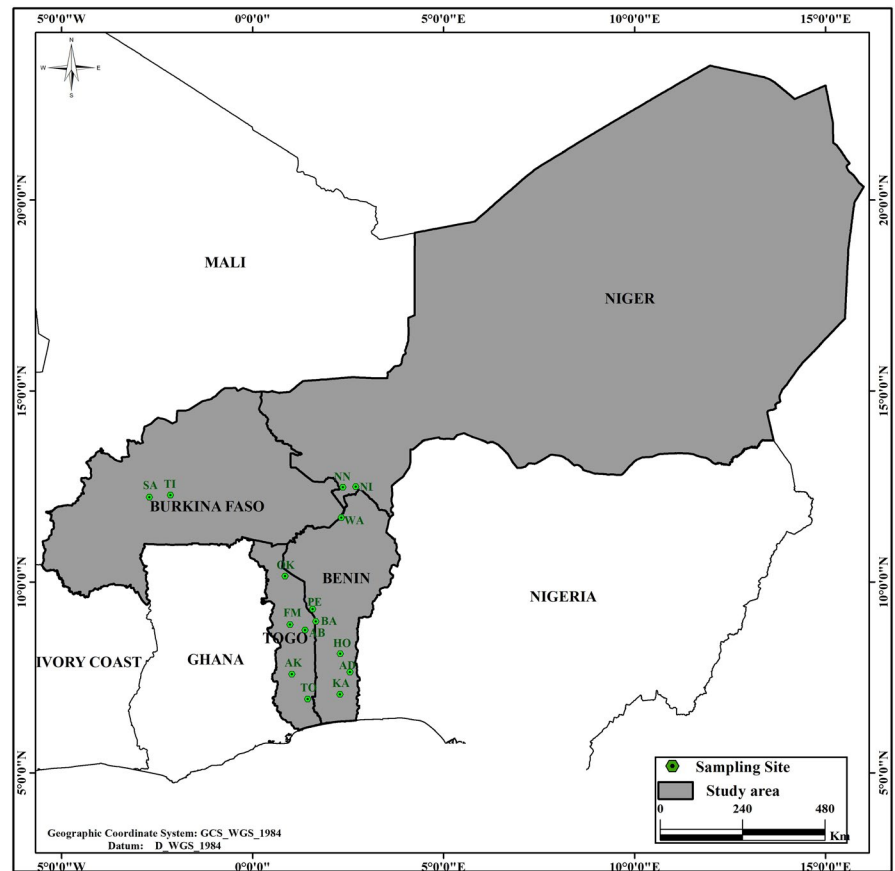 5°0'0"W 0°0'0" 5°0'0"E 10°0'0"E 15°0'0"E
N
W E
S
20°0'0"N 20°0'0"N
MALI
NIGER
15°0'0"N 15°0'0"N
NN NI
SA TI
BURKINA FASO
WA
OK
10°0'0"N 10°0'0"N
BENIN
NIGERIA
PE
FM BA
TOGO AB
HO
IVORY COAST GHANA
AK AD
KA
TO
5°0'0"N 5°0'0"N
Sampling Site
Study area
0 240 480
Km
Geographic Coordinate System: GCS_WGS_1984
Datum: D_WGS_1984
5°0'0"W 0°0'0" 5°0'0"E 10°0'0"E 15°0'0"E